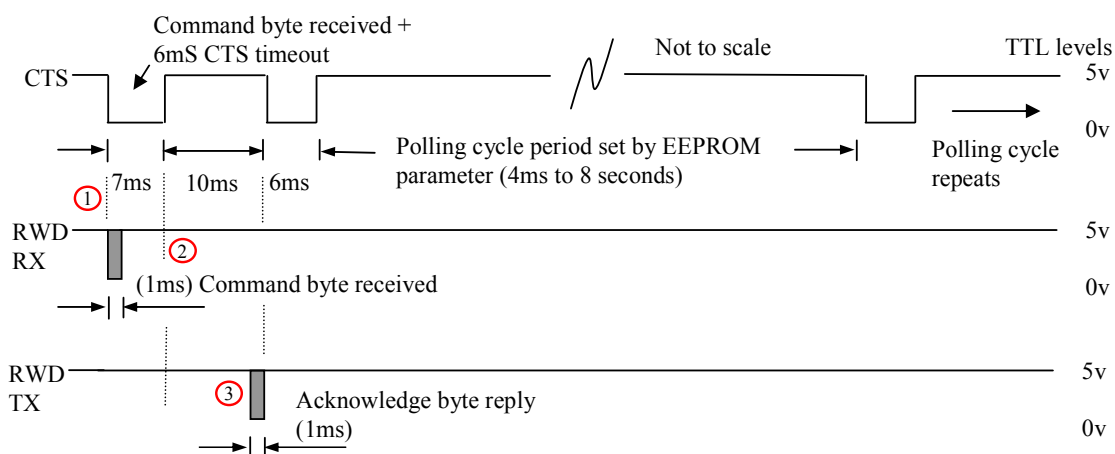 Command byte received +
6mS CTS timeout
Not to scale
TTL levels
CTS
5v
0v
Polling cycle period set by EEPROM
parameter (4ms to 8 seconds)
Polling cycle
repeats
7ms
10ms
6ms
1
RWD
RX
2
5v
(1ms) Command byte received
0v
RWD
TX
5v
3
Acknowledge byte reply
(1ms)
0v